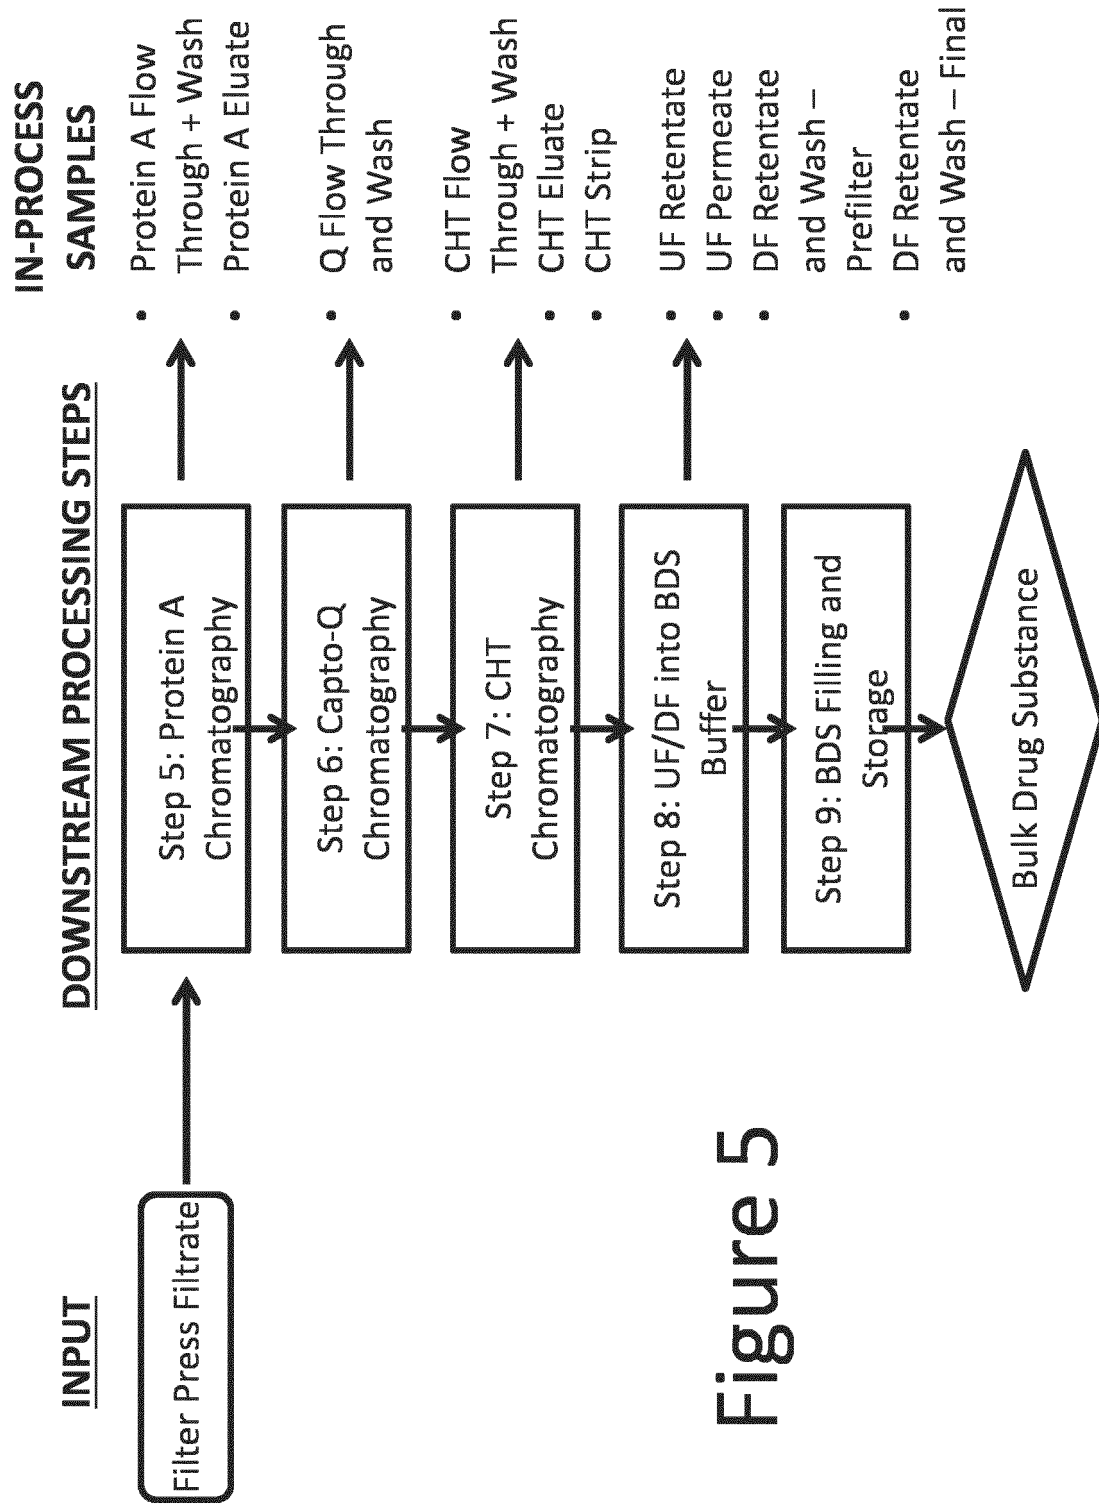 INPUT
Filter Press Filtrate
DOWNSTREAM PROCESSING STEPS
Step 5: Protein A
Chromatography
Step 6: Capto-Q
Chromatography
Step 7: CHT
Chromatography
Step 8: UF/DF into BDS
Buffer
Step 9: BDS Filling and
Storage
Bulk Drug Substance
IN-PROCESS
SAMPLES
• Protein A Flow
Through + Wash
• Protein A Eluate
• Q Flow Through
and Wash
• CHT Flow
Through + Wash
• CHT Eluate
• CHT Strip
• UF Retentate
• UF Permeate
• DF Retentate
and Wash –
Prefilter
• DF Retentate
and Wash – Final
Figure 5